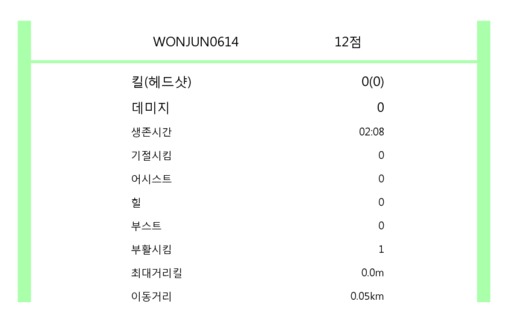 WONJUN0614 12점
킬(헤드샷) 0(0)
데미지 0
생존시간 02:08
기절시킴 0
어시스트 0
힐 0
부스트 0
부활시킴 1
최대거리킬 0.0m
이동거리 0.05km